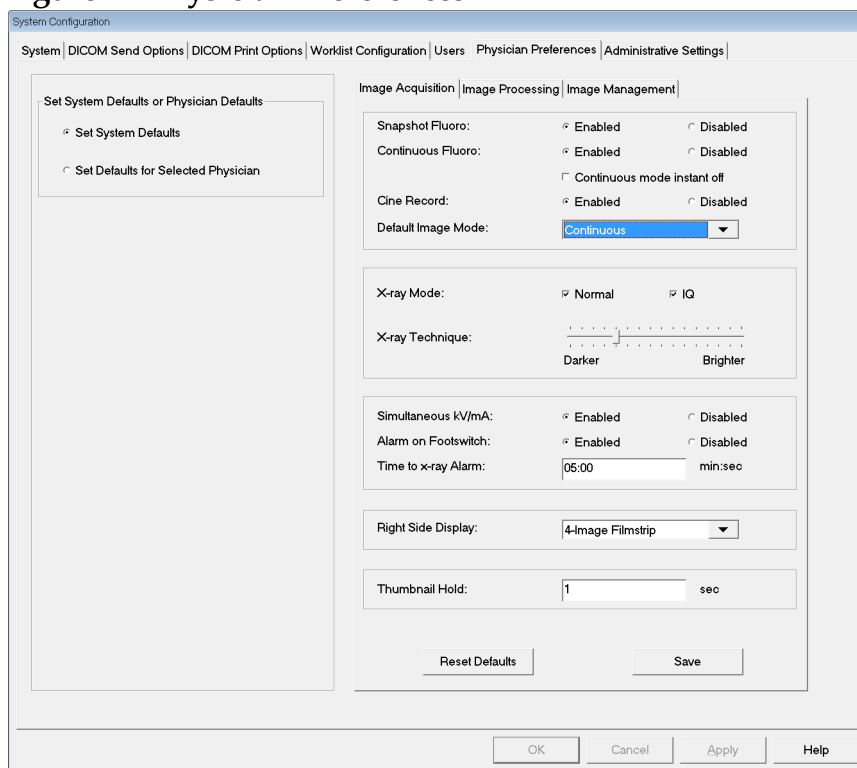 System Configuration
System DICOM Send Options DICOM Print Options Worklist Configuration Users Physician Preferences Administrative Settings
Set System Defaults or Physician Defaults
Set System Defaults
Set Defaults for Selected Physician
Image Acquisition Image Processing Image Management
Snapshot Fluoro: Enabled Disabled
Continuous Fluoro: Enabled Disabled
Continuous mode instant off
Cine Record: Enabled Disabled
Default Image Mode: Continuous
X-ray Mode: Normal IQ
X-ray Technique:
Darker Brighter
Simultaneous kV/mA: Enabled Disabled
Alarm on Footswitch: Enabled Disabled
Time to x-ray Alarm: 05:00 min:sec
Right Side Display: 4-Image Filmstrip
Thumbnail Hold: 1 sec
Reset Defaults Save
OK Cancel Apply Help